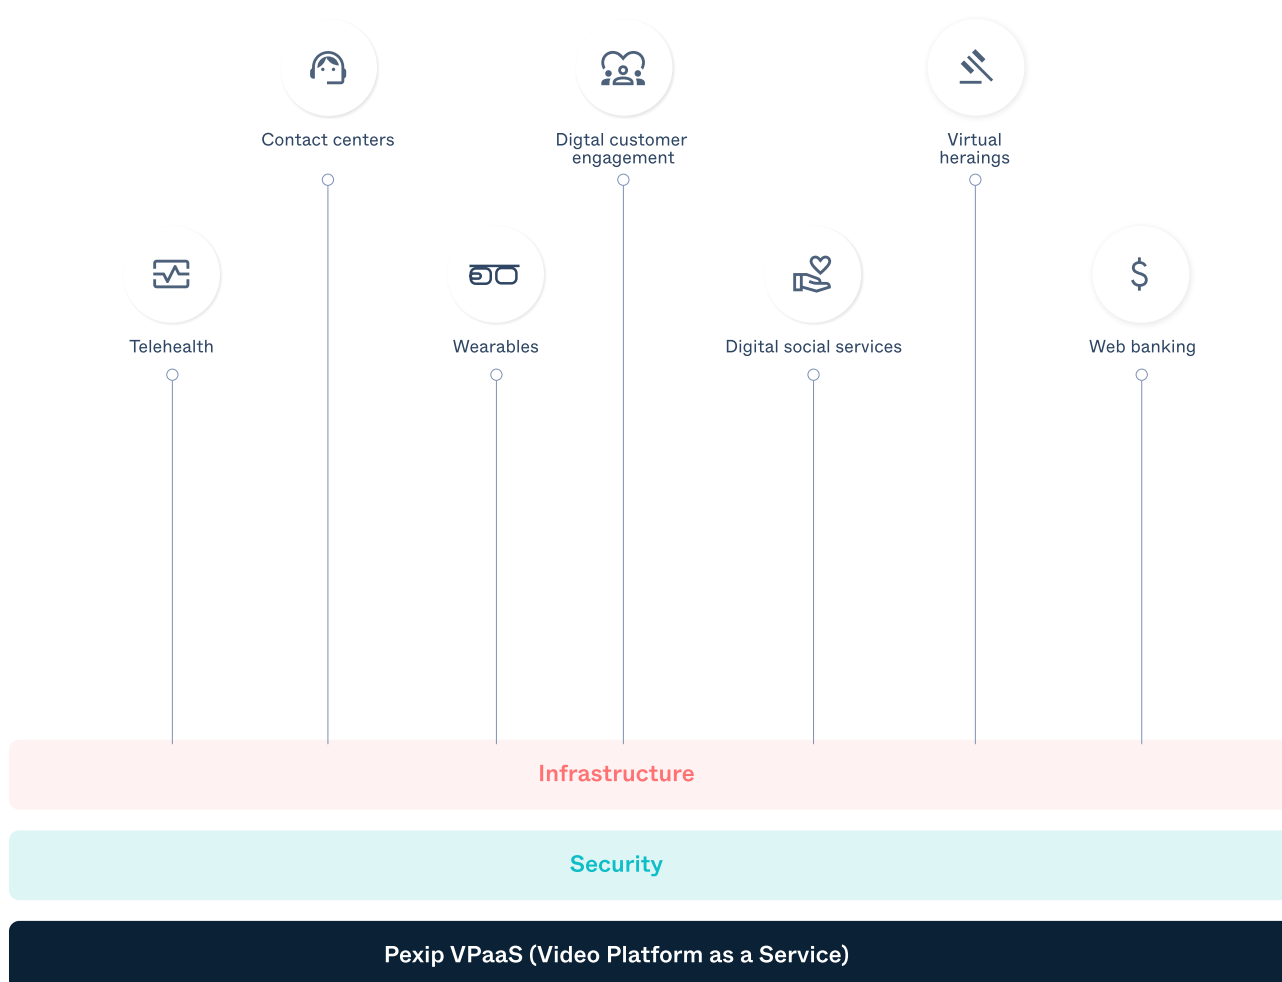 Contact centers
Digtal customer
engagement
Virtual
heraings
Telehealth
Wearables
Digital social services
Web banking
Infrastructure
Security
Pexip VPaaS (Video Platform as a Service)